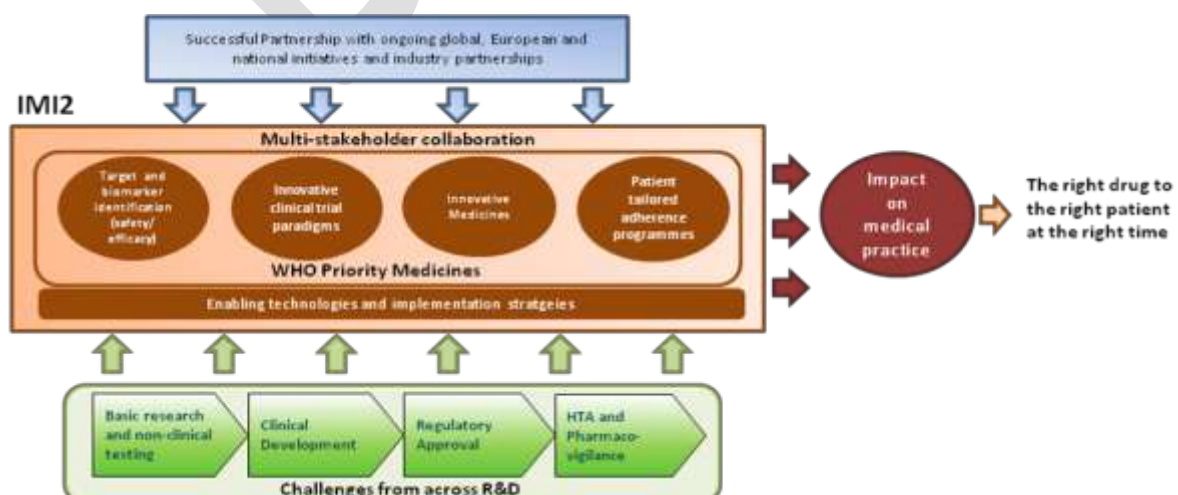 Successful Partnership with ongoing global, European and
national initiatives and industry partnerships
IMI2
Multi-stakeholder collaboration
Target and
biomarker
identification
(safety/
efficacy)
Innovative
clinical trial
paradigms
Innovative
Medicines
Patient
tailored
adherence
programmes
WHO Priority Medicines
Enabling technologies and implementation stratgeies
Impact
on
medical
practice
The right drug to
the right patient
at the right time
Basic research
and non-clinical
testing
Clinical
Development
Regulatory
Approval
HTA and
Pharmaco-
vigilance
Challenges from across R&D